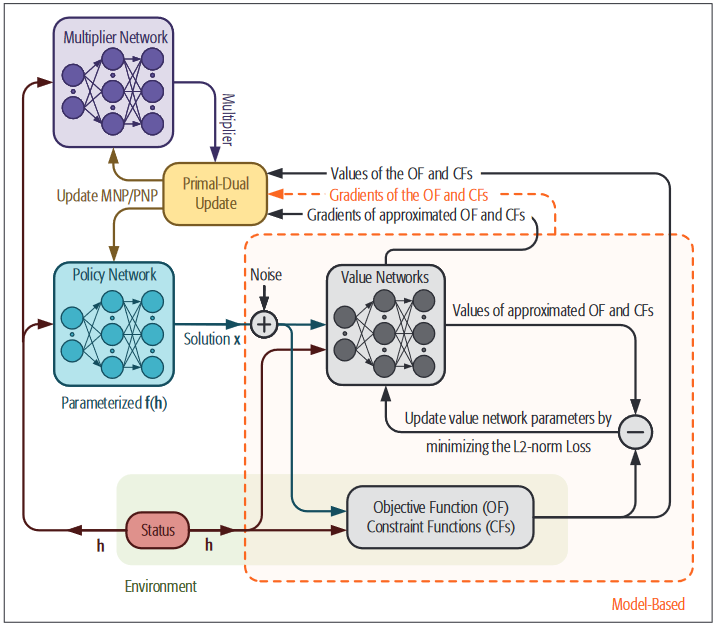 Multiplier Network
Multiplier
Values of the OF and CFs
Primal-Dual
Update
Update MNP/PNP
Gradients of the OF and CFs
Gradients of approximated OF and CFs
Policy Network
Noise
Value Networks
+
Values of approximated OF and CFs
Solution x
Parameterized f(h)
Update value network parameters by
minimizing the L2-norm Loss
−
Objective Function (OF)
Constraint Functions (CFs)
Status
h
h
Environment
Model-Based